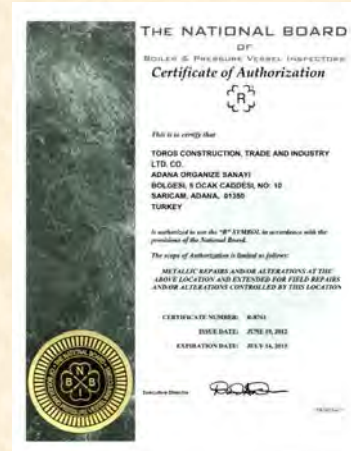 THE NATIONAL BOARD
OF
BOILER & PRESSURE VESSEL INSPECTORS
Certificate of Authorization
R
This is to certify that
TOROS CONSTRUCTION, TRADE AND INDUSTRY
LTD. CO.
ADANA ORGANIZE SANAYI
BOLGESI, 5 OCAK CADDESI, NO: 10
SARICAM, ADANA, 01350
TURKEY
is authorized to use the "R" SYMBOL in accordance with the
provisions of the National Board.
The scope of Authorization is limited as follows:
METALLIC REPAIRS AND/OR ALTERATIONS AT THE
ABOVE LOCATION AND EXTENDED FOR FIELD REPAIRS
AND/OR ALTERATIONS CONTROLLED BY THIS LOCATION
CERTIFICATE NUMBER:
ISSUE DATE: JUNE 19, 2012
EXPIRATION DATE: JULY 16, 2015
Executive Director
N
B B
I